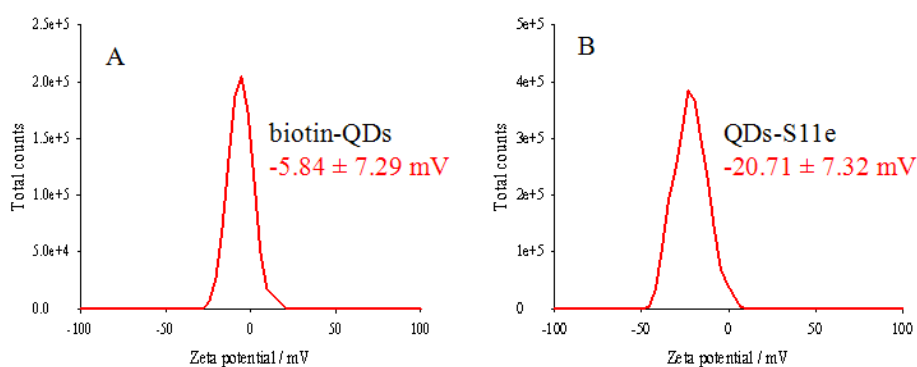 A
2.5e+5
2.0e+5
1.5e+5
1.0e+5
5.0e+4
0.0
Total counts
biotin-QDs
-5.84 ± 7.29 mV
-100 -50 0 50 100
Zeta potential / mV
B
5e+5
4e+5
3e+5
2e+5
1e+5
0
Total counts
QDs-S11e
-20.71 ± 7.32 mV
-100 -50 0 50 100
Zeta potential / mV